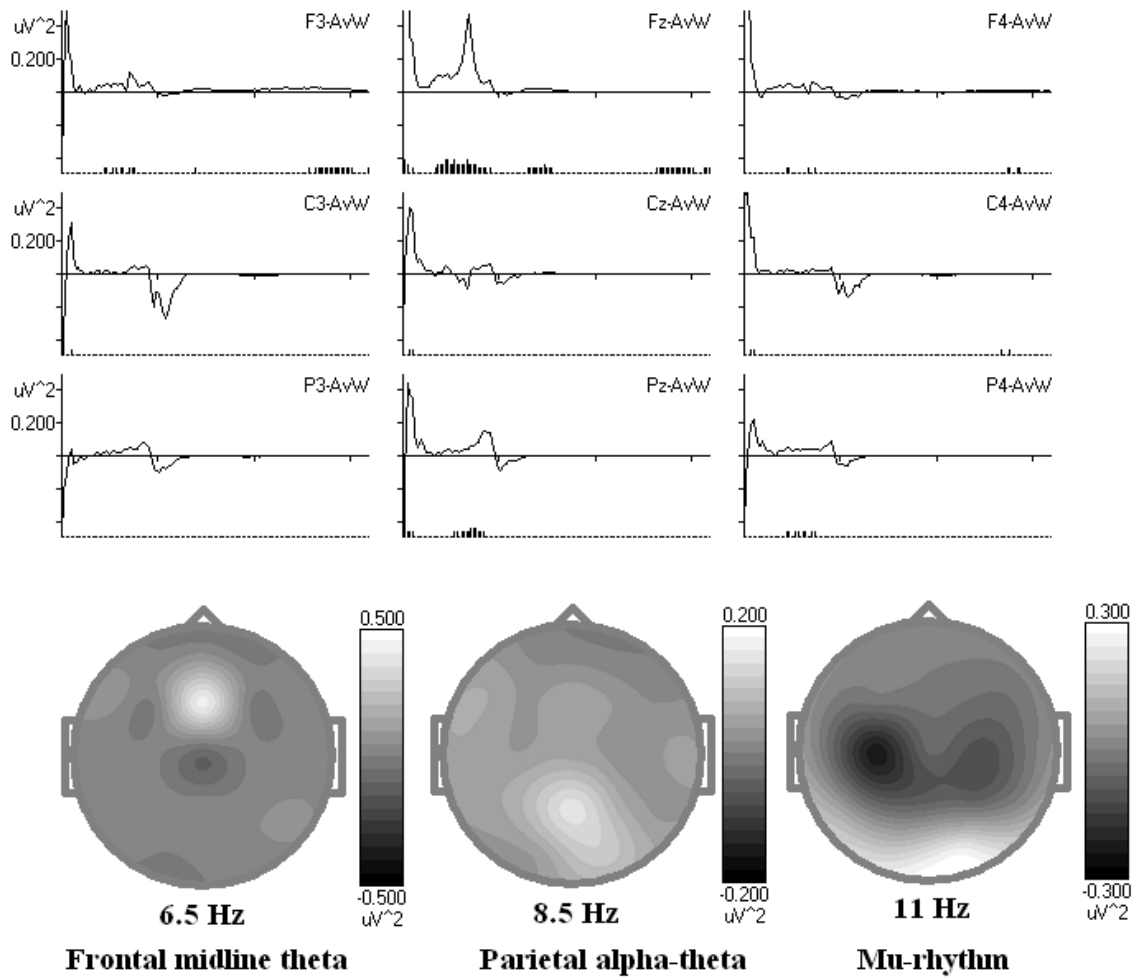 uV^2
0.200
F3-AvW
Fz-AvW
F4-AvW
uV^2
0.200
C3-AvW
Cz-AvW
C4-AvW
uV^2
0.200
P3-AvW
Pz-AvW
P4-AvW
0.500
-0.500
uV^2
0.200
-0.200
uV^2
0.300
-0.300
uV^2
6.5 Hz
8.5 Hz
11 Hz
Frontal midline theta
Parietal alpha-theta
Mu-rhythm